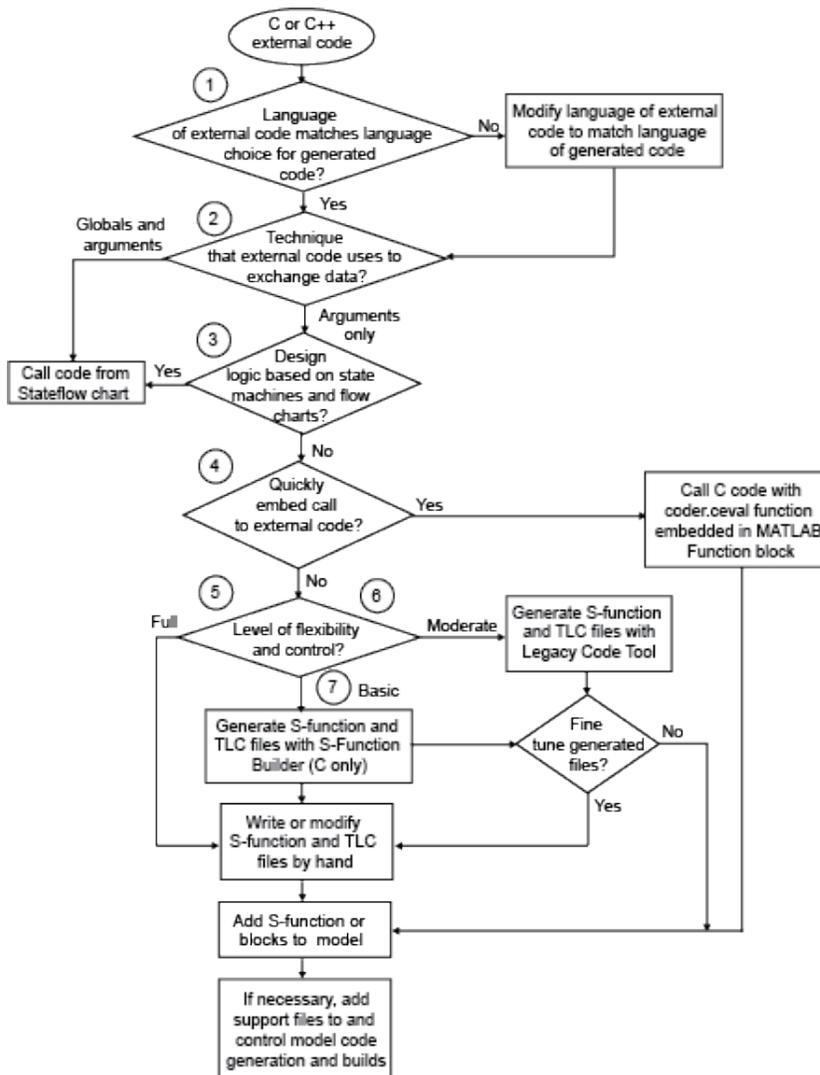 C or C++
external code
1
Language
of external code matches language
choice for generated
code?
No
Modify language of external
code to match language
of generated code
Yes
2
Globals and
arguments
Technique
that external code uses to
exchange data?
Arguments
only
3
Design
logic based on state
machines and flow
charts?
Yes
Call code from
Stateflow chart
No
4
Quickly
embed call
to external code?
Yes
Call C code with
coder.ceval function
embedded in MATLAB
Function block
No
5
6
Full
Level of flexibility
and control?
Moderate
Generate S-function
and TLC files with
Legacy Code Tool
7
Basic
Generate S-function and
TLC files with S-Function
Builder (C only)
Fine
tune generated
files?
No
Yes
Write or modify
S-function and TLC
files by hand
Add S-function or
blocks to model
If necessary, add
support files to and
control model code
generation and builds